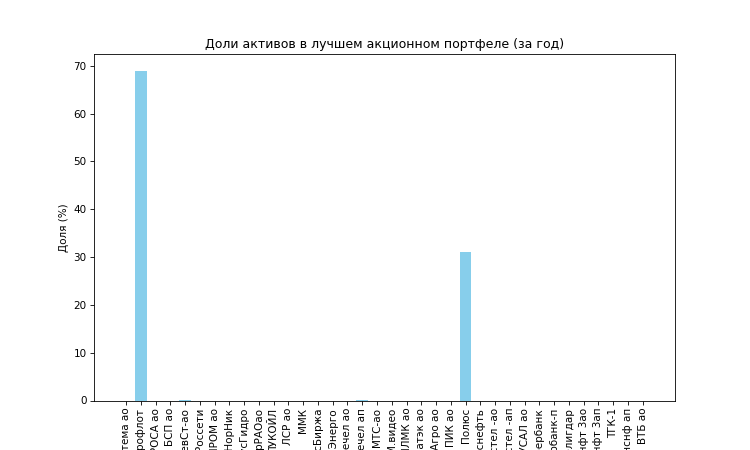 Доли активов в лучшем акционном портфеле (за год)
Доля (%)
70
60
50
40
30
20
10
0
тема ао
рофлот
РОСА ао
БСП ао
евСт-ао
Россети
ПРОМ ао
НорНик
сГидро
рРАОао
ЛУКОЙЛ
ЛСР ао
ММК
сБиржа
Энерго
ечел ао
ечел ап
МТС-ао
М.видео
НЛМК ао
атэк ао
Агро ао
ПИК ао
Полюс
снефть
стел -ао
стел -ап
УСАЛ ао
ербанк
рбанк-п
лигдар
нфт 3ао
нфт 3ап
ТГК-1
нснф ап
ВТБ ао